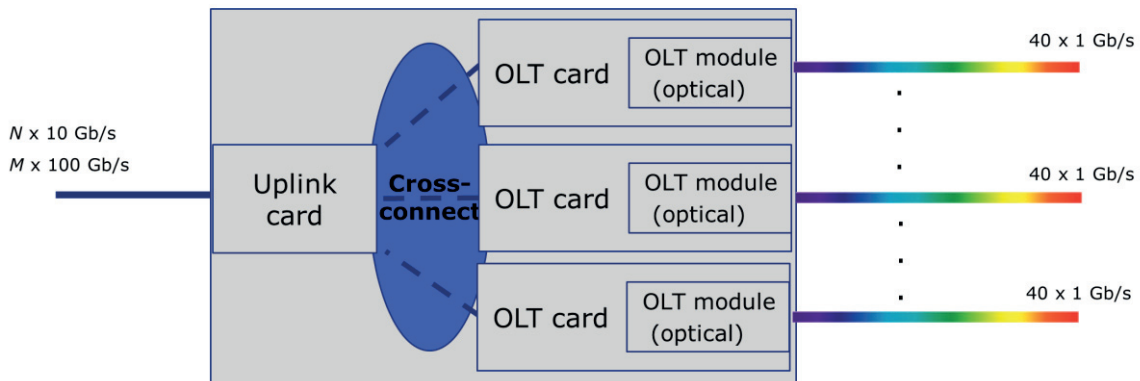 N x 10 Gb/s
M x 100 Gb/s
Uplink
card
Cross-
connect
OLT card
OLT module
(optical)
40 x 1 Gb/s
OLT card
OLT module
(optical)
40 x 1 Gb/s
OLT card
OLT module
(optical)
40 x 1 Gb/s